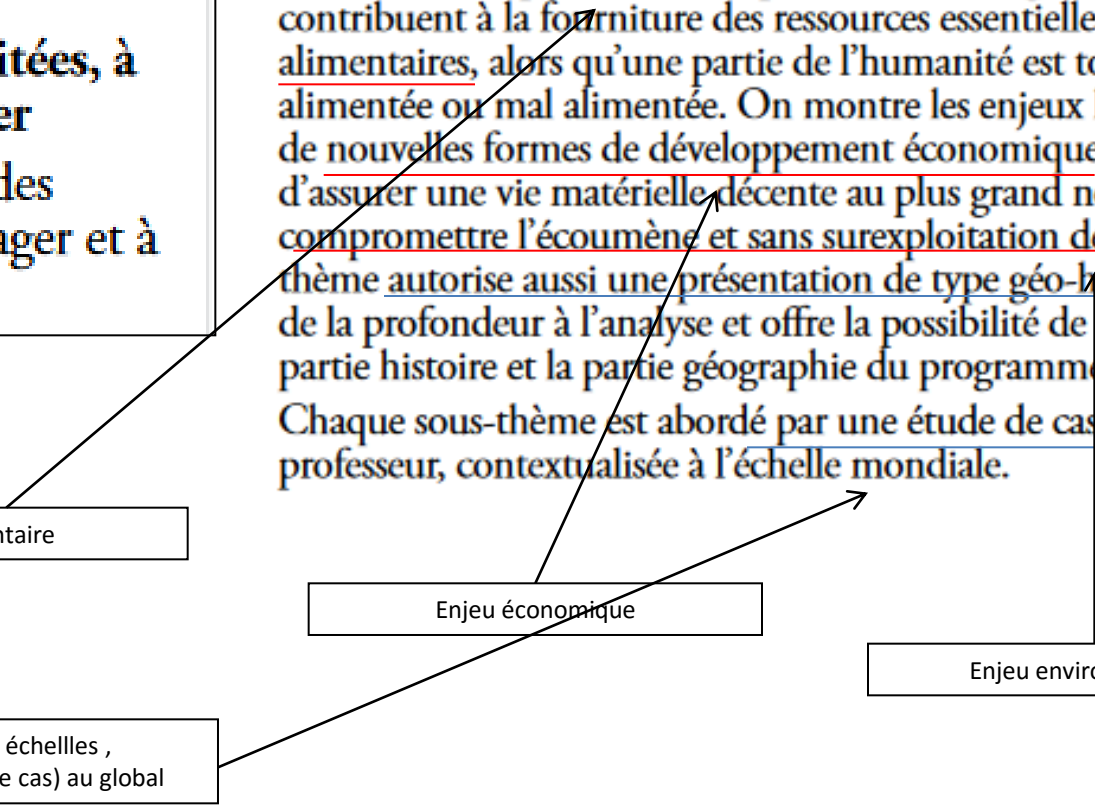 itées, à
er
des
ager et à
contribuent à la fourniture des ressources essentielle
alimentaires, alors qu'une partie de l'humanité est to
alimentée ou mal alimentée. On montre les enjeux
de nouvelles formes de développement économique
d'assurer une vie matérielle décente au plus grand n
compromettre l'écoumène et sans surexploitation de
thème autorise aussi une présentation de type géo-h
de la profondeur à l'analyse et offre la possibilité de
partie histoire et la partie géographie du programme
Chaque sous-thème est abordé par une étude de cas
professeur, contextualisée à l'échelle mondiale.
ntaire
Enjeu économique
Enjeu enviro
échellles ,
e cas) au global